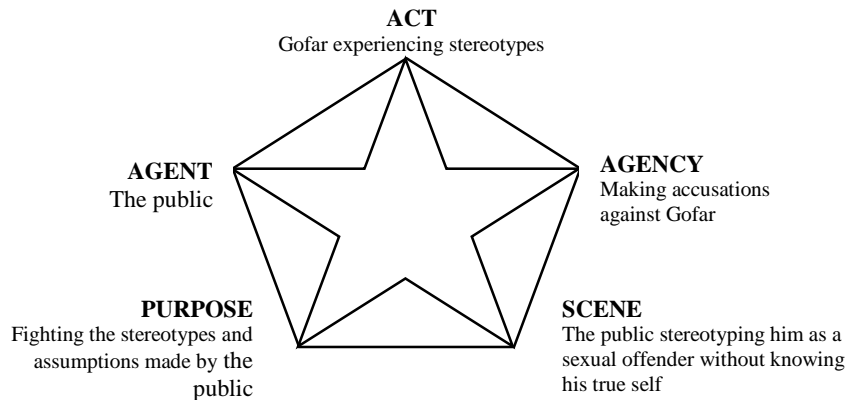 ACT
Gofar experiencing stereotypes
AGENT
The public
AGENCY
Making accusations
against Gofar
PURPOSE
Fighting the stereotypes and
assumptions made by the
public
SCENE
The public stereotyping him as a
sexual offender without knowing
his true self